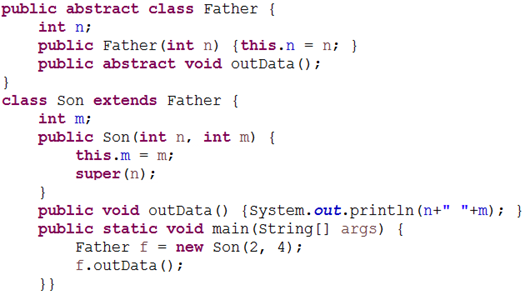 public abstract class Father {
    int n;
    public Father(int n) {this.n = n; }
    public abstract void outData();
}
class Son extends Father {
    int m;
    public Son(int n, int m) {
        this.m = m;
        super(n);
    }
    public void outData() {System.out.println(n+" "+m); }
    public static void main(String[] args) {
        Father f = new Son(2, 4);
        f.outData();
    }}